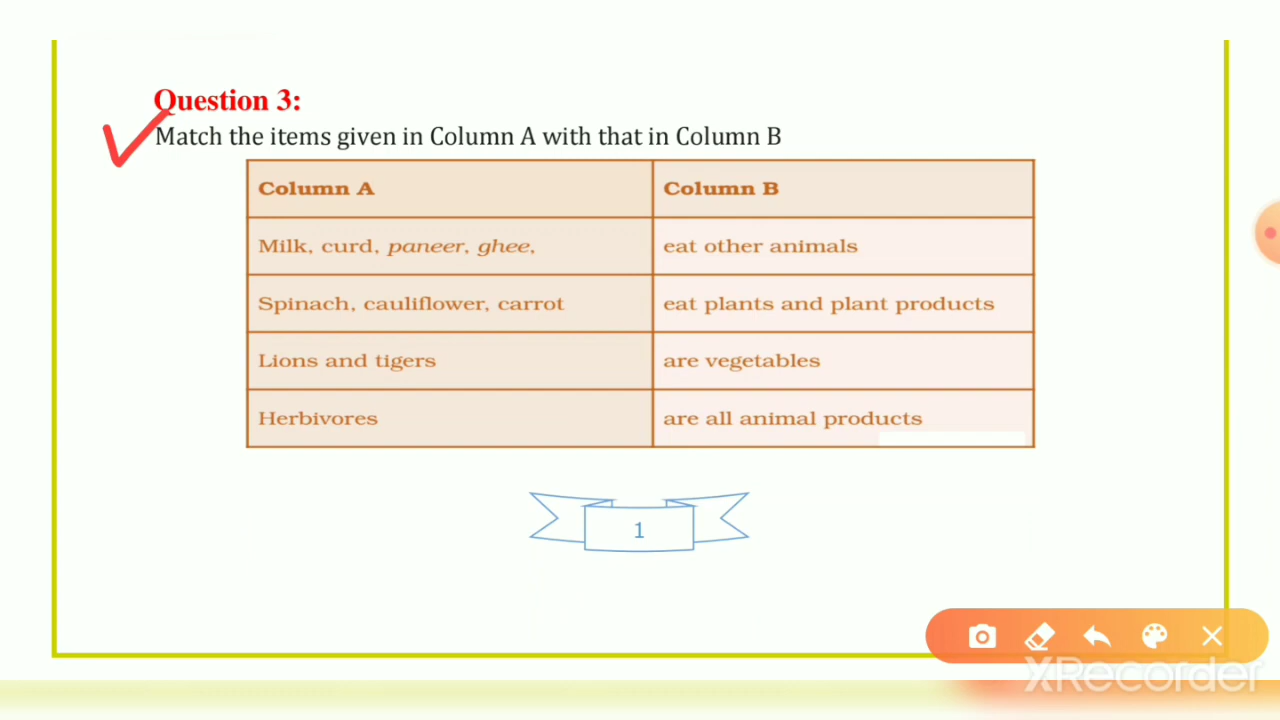 Question 3:
Match the items given in Column A with that in Column B
Column A Column B
Milk, curd, paneer, ghee, eat other animals
Spinach, cauliflower, carrot eat plants and plant products
Lions and tigers are vegetables
Herbivores are all animal products
1
XRecorder